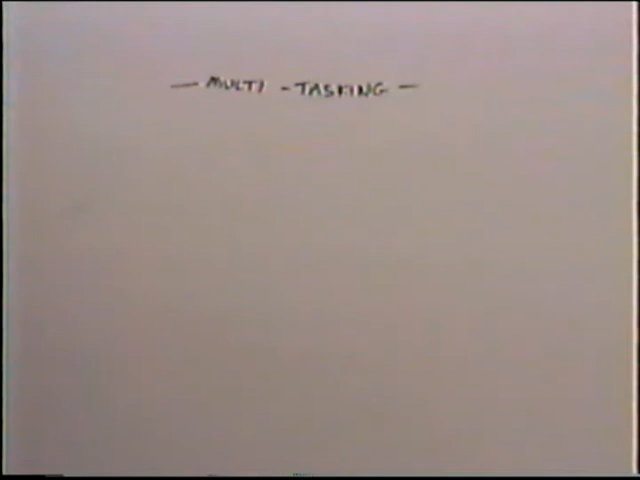 — MULTI - TASKING —